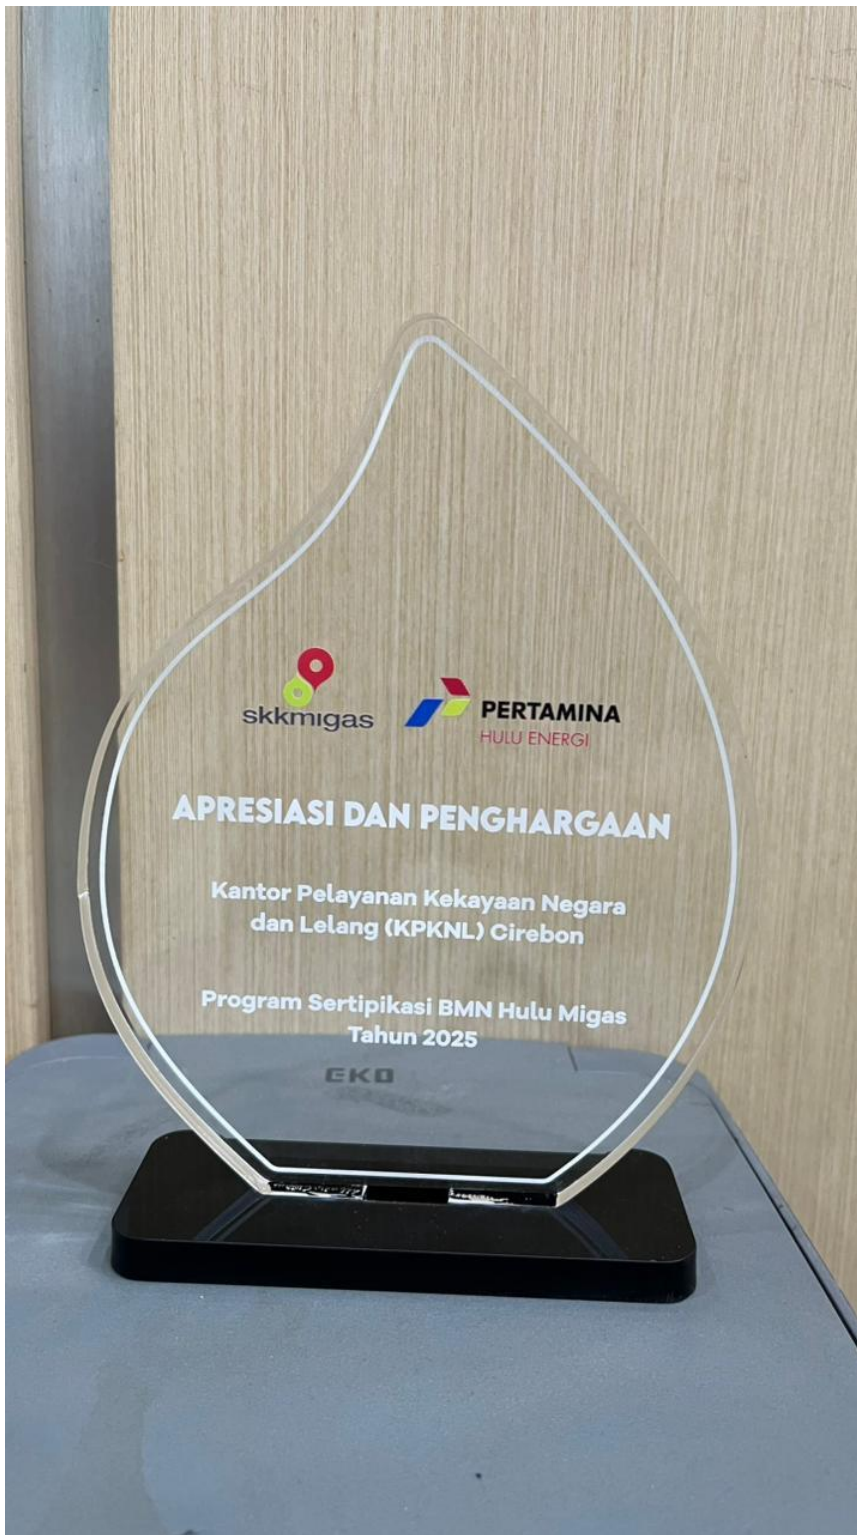 skkmigas
PERTAMINA
HULU ENERGI
APRESIASI DAN PENGHARGAAN
Kantor Pelayanan Kekayaan Negara
dan Lelang (KPKNL) Cirebon
Program Sertipikasi BMN Hulu Migas
Tahun 2025
EKO